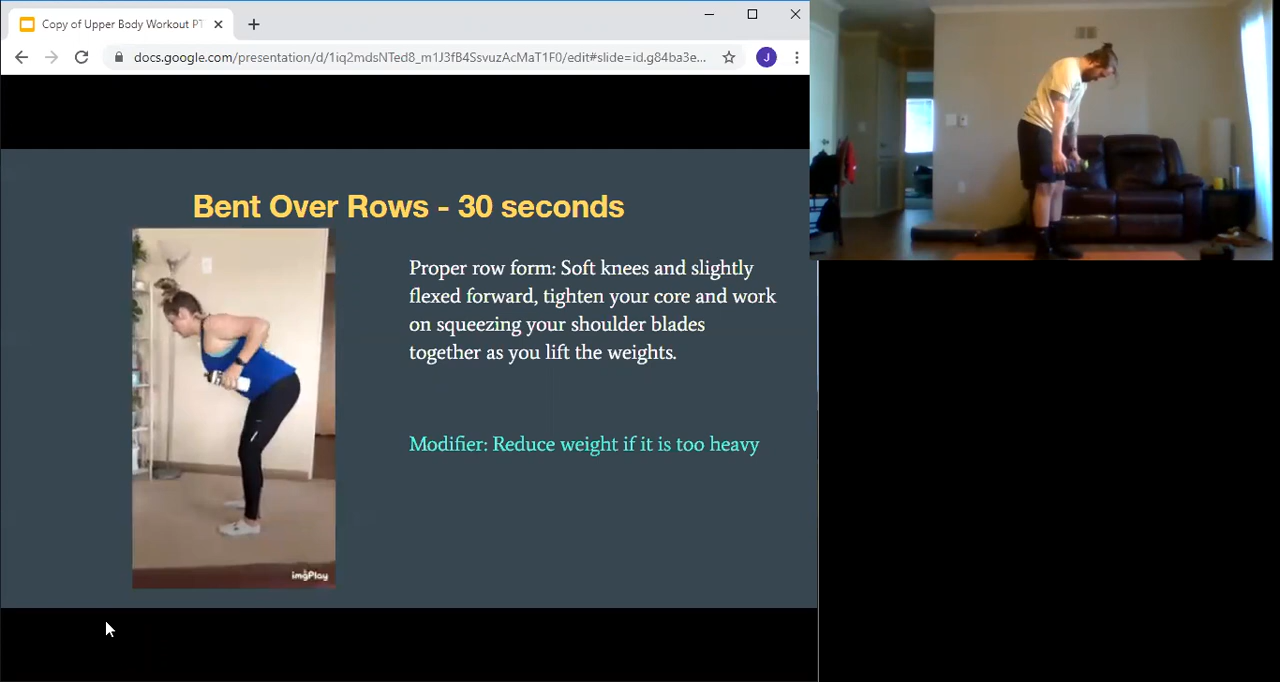 Copy of Upper Body Workout PT
docs.google.com/presentation/d/1iq2mdsNTed8_m1J3fB4SsvuzAcMaT1F0/edit#slide=id.g84ba3e...
J
Bent Over Rows - 30 seconds
Proper row form: Soft knees and slightly
flexed forward, tighten your core and work
on squeezing your shoulder blades
together as you lift the weights.
Modifier: Reduce weight if it is too heavy
imgPlay